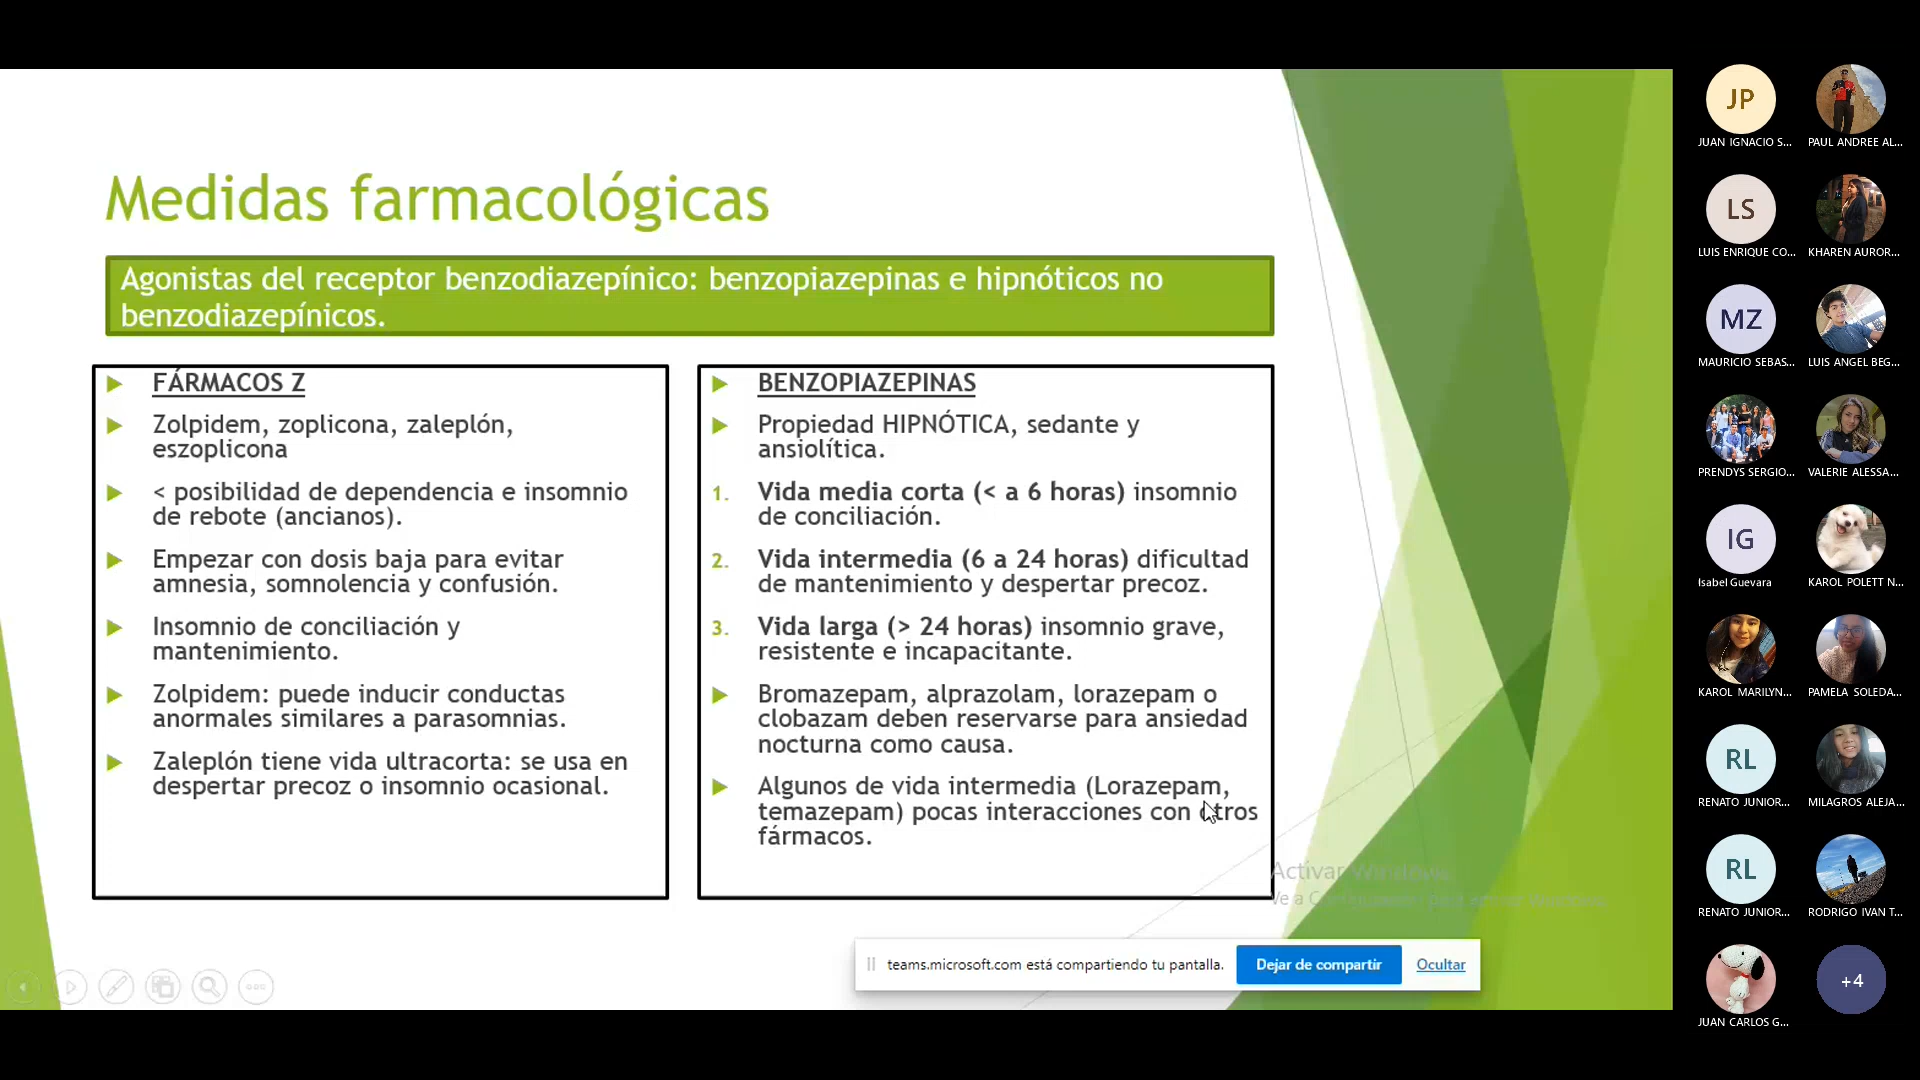 Medidas farmacológicas
Agonistas del receptor benzodiazepínico: benzopiazepinas e hipnóticos no
benzodiazepínicos.
FÁRMACOS Z
Zolpidem, zoplicona, zaleplón,
eszoplicona
< posibilidad de dependencia e insomnio
de rebote (ancianos).
Empezar con dosis baja para evitar
amnesia, somnolencia y confusión.
Insomnio de conciliación y
mantenimiento.
Zolpidem: puede inducir conductas
anormales similares a parasomnias.
Zaleplón tiene vida ultracorta: se usa en
despertar precoz o insomnio ocasional.
BENZOPIAZEPINAS
Propiedad HIPNÓTICA, sedante y
ansiolítica.
1. Vida media corta (< a 6 horas) insomnio
de conciliación.
2. Vida intermedia (6 a 24 horas) dificultad
de mantenimiento y despertar precoz.
3. Vida larga (> 24 horas) insomnio grave,
resistente e incapacitante.
Bromazepam, alprazolam, lorazepam o
clobazam deben reservarse para ansiedad
nocturna como causa.
Algunos de vida intermedia (Lorazepam,
temazepam) pocas interacciones con otros
fármacos.
Activar Windows
Ve a Configuración para activar Windows.
teams.microsoft.com está compartiendo tu pantalla.
Dejar de compartir
Ocultar
JP
JUAN IGNACIO S...
PAUL ANDREE AL...
LS
LUIS ENRIQUE CO...
KHAREN AUROR...
MZ
MAURICIO SEBAS...
LUIS ANGEL BEG...
PRENDYS SERGIO...
VALERIE ALESSA...
IG
Isabel Guevara
KAROL POLETT N...
KAROL MARILYN...
PAMELA SOLEDA...
RL
RENATO JUNIOR...
MILAGROS ALEJA...
RL
RENATO JUNIOR...
RODRIGO IVAN T...
JUAN CARLOS G...
+4